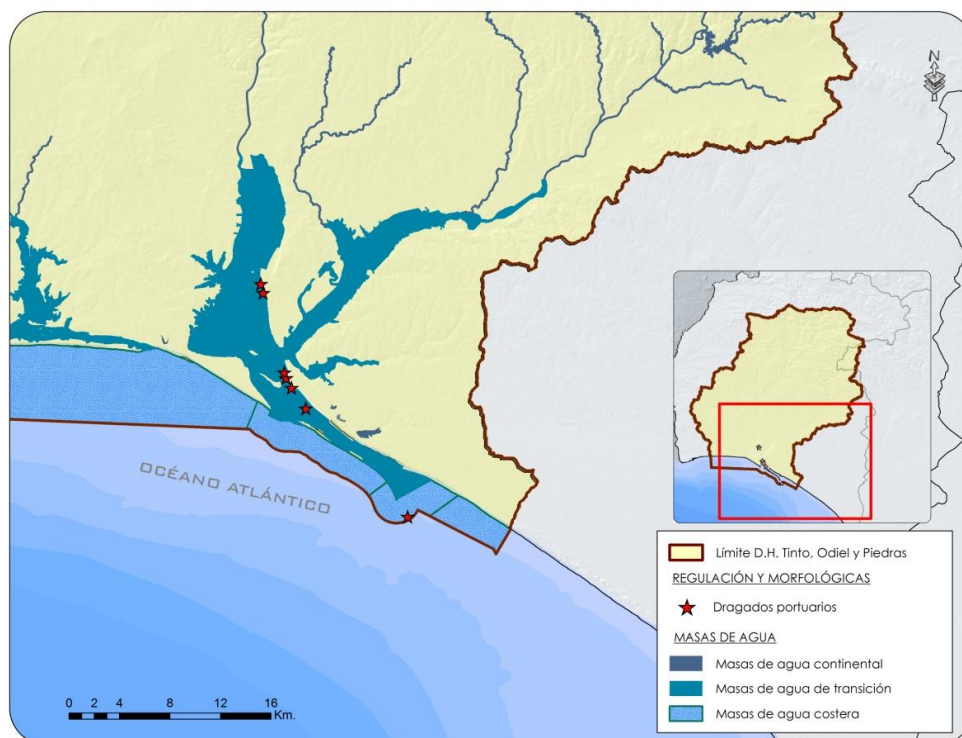 N
OCÉANO ATLÁNTICO
Límite D.H. Tinto, Odiel y Piedras
REGULACIÓN Y MORFOLÓGICAS
Dragados portuarios
MASAS DE AGUA
Masas de agua continental
Masas de agua de transición
Masas de agua costera
0 2 4 8 12 16
Km.